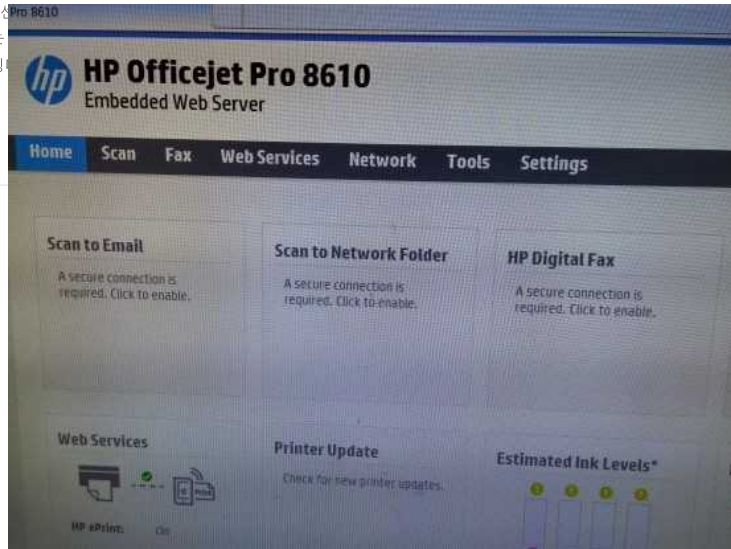 Pro 8610
hp
HP Officejet Pro 8610
Embedded Web Server
Home Scan Fax Web Services Network Tools Settings
Scan to Email
A secure connection is
required. Click to enable.
Scan to Network Folder
A secure connection is
required. Click to enable.
HP Digital Fax
A secure connection is
required. Click to enable.
Web Services
HP ePrint: On
Printer Update
Check for new printer updates.
Estimated Ink Levels*